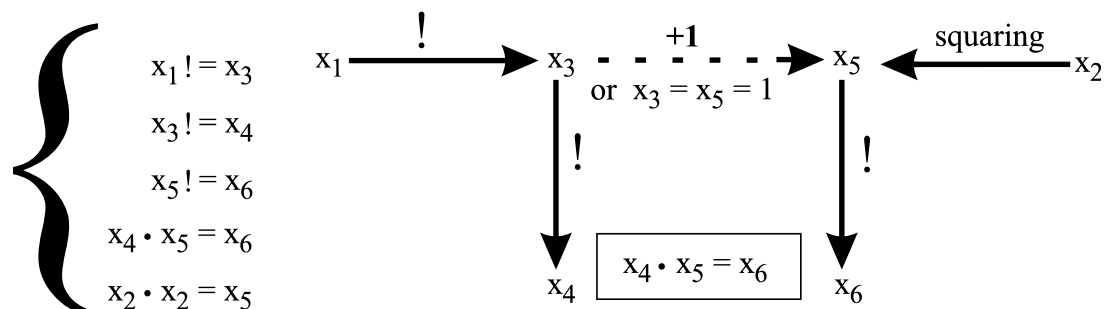 x₁! = x₃
x₃! = x₄
x₅! = x₆
x₄ · x₅ = x₆
x₂ · x₂ = x₅
x₁ ! x₃ +1 x₅ squaring x₂
or x₃ = x₅ = 1
! !
x₄ x₄ · x₅ = x₆ x₆